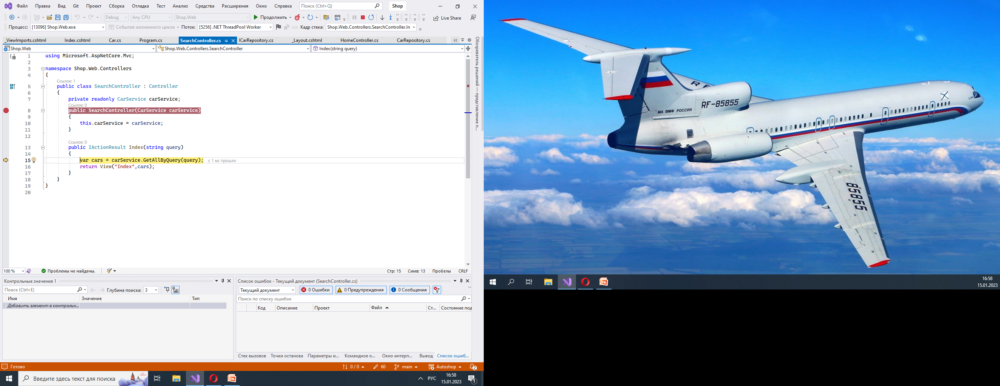 Файл Правка Вид Git Проект Сборка Отладка Тест Анализ Средства Расширения Окно Справка Поиск (Ctrl+Q) Shop
Debug Any CPU Shop.Web Продолжить Live Share
Процесс: [13096] Shop.Web.exe События жизненного цикла Поток: [5256] .NET ThreadPool Worker Кадр стека: Shop.Web.Controllers.SearchController.In
_ViewImports.cshtml Index.cshtml Car.cs Program.cs SearchController.cs ICarRepository.cs _Layout.cshtml HomeController.cs CarRepository.cs
Shop.Web Shop.Web.Controllers.SearchController Index(string query)
1 using Microsoft.AspNetCore.Mvc;
2
3 namespace Shop.Web.Controllers
4 {
Ссылок: 1
5 public class SearchController : Controller
6 {
7 private readonly CarService carService;
Ссылок: 0
8 public SearchController(CarService carService)
9 {
10 this.carService = carService;
11 }
12
Ссылок: 0
13 public IActionResult Index(string query)
14 {
15 var cars = carService.GetAllByQuery(query); ≤ 1 мс прошло
16 return View("Index",cars);
17 }
18 }
19 }
20
Обозреватель решений — представление п...
100 % Проблемы не найдены. Стр: 15 Симв: 13 Пробелы CRLF
Контрольные значения 1
Поиск (Ctrl+E) Глубина поиска: 3
Имя Значение Тип
Добавить элемент в контрольн...
Список ошибок - Текущий документ (SearchController.cs)
Текущий документ 0 Ошибки 0 Предупреждения 0 Сообщения
Поиск по списку ошибок
Код Описание Проект Файл Ст... Состояние под
Стек вызовов Точки останова Параметры и... Командное о... Окно интерп... Вывод Список ошиб...
Готово 0 / 0 60 main Autoshop 2
Введите здесь текст для поиска РУС 16:58
15.01.2023 1
RF-85855
МА ВМФ РОССИИ
85855
16:58
15.01.2023